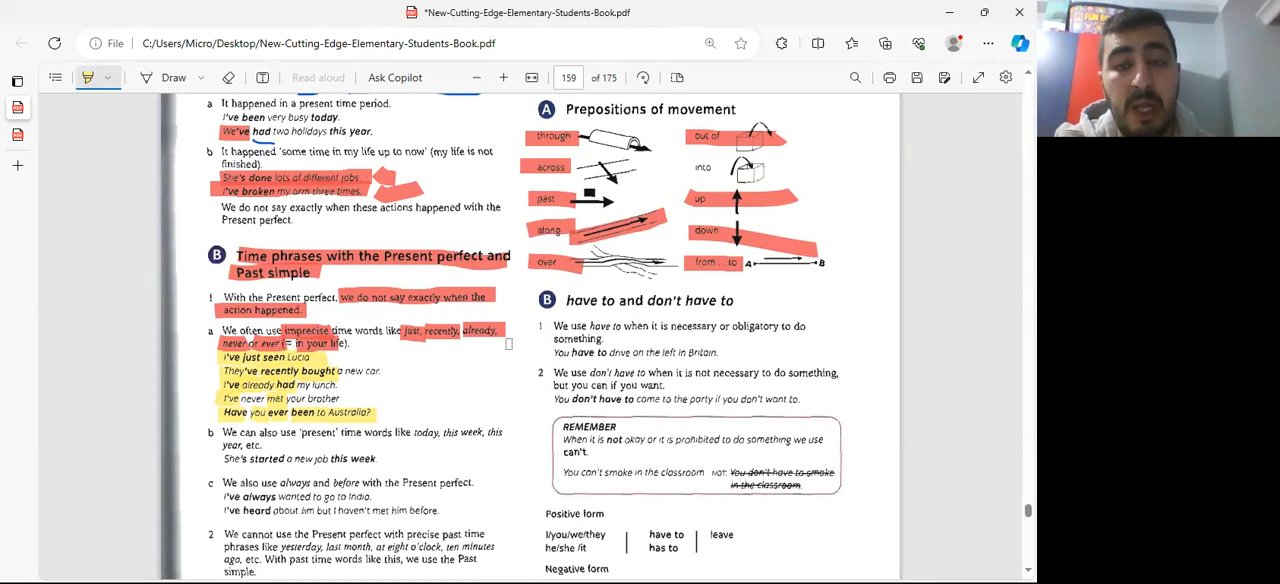 *New-Cutting-Edge-Elementary-Students-Book.pdf
File
C:/Users/Micro/Desktop/New-Cutting-Edge-Elementary-Students-Book.pdf
Draw
Read aloud
Ask Copilot
159
of 175
a It happened in a present time period.
I've been very busy today.
We've had two holidays this year.
b It happened 'some time in my life up to now' (my life is not
finished).
She's done lots of different jobs.
I've broken my arm three times.
We do not say exactly when these actions happened with the
Present perfect.
B Time phrases with the Present perfect and
Past simple
1 With the Present perfect, we do not say exactly when the
action happened.
a We often use imprecise time words like just, recently, already,
never or ever (= in your life).
I've just seen Lucia
They've recently bought a new car.
I've already had my lunch.
I've never met your brother
Have you ever been to Australia?
b We can also use 'present' time words like today, this week, this
year, etc.
She's started a new job this week.
c We also use always and before with the Present perfect.
I've always wanted to go to India.
I've heard about Jim but I haven't met him before.
2 We cannot use the Present perfect with precise past time
phrases like yesterday, last month, at eight o'clock, ten minutes
ago, etc. With past time words like this, we use the Past
simple.
A Prepositions of movement
through
out of
across
into
past
up
along
down
over
from . . to
A
B
B have to and don't have to
1 We use have to when it is necessary or obligatory to do
something.
You have to drive on the left in Britain.
2 We use don't have to when it is not necessary to do something,
but you can if you want.
You don't have to come to the party if you don't want to.
REMEMBER
When it is not okay or it is prohibited to do something we use
can't.
You can't smoke in the classroom NOT: You don't have to smoke
in the classroom.
Positive form
I/you/we/they have to leave
he/she/it has to
Negative form